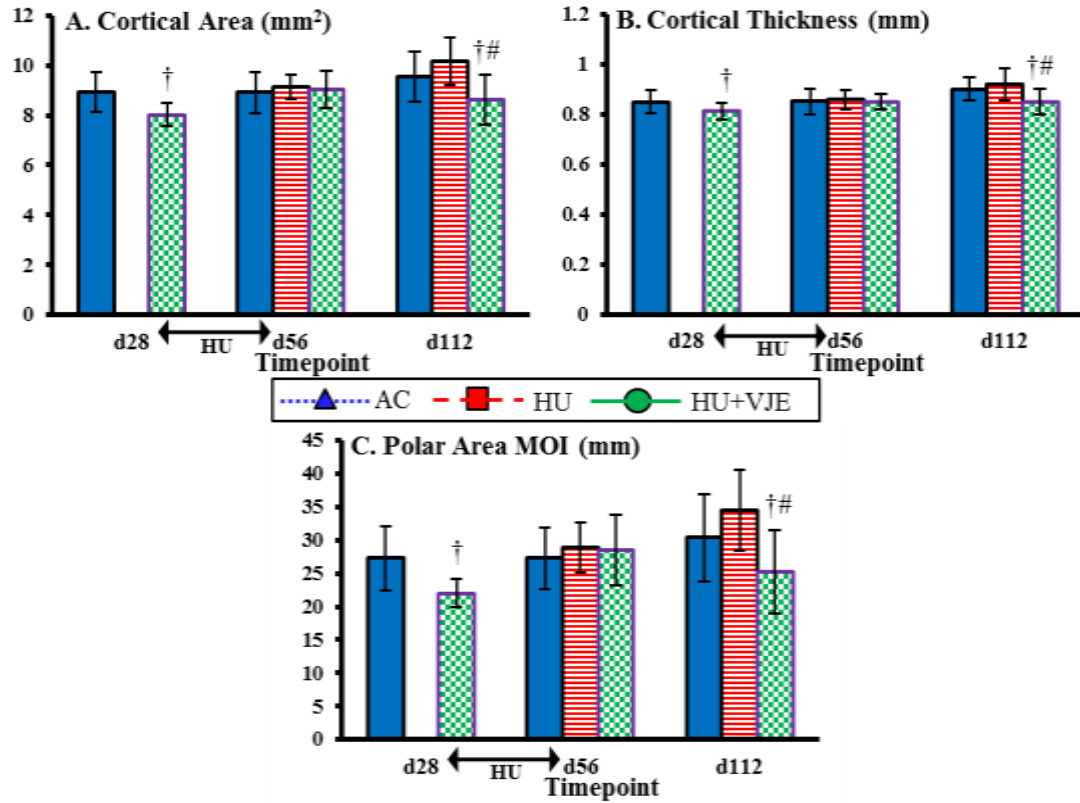 A. Cortical Area (mm²)
12
10
8
6
4
2
0
†
†#
d28
HU
d56
d112
Timepoint
B. Cortical Thickness (mm)
1.2
1
0.8
0.6
0.4
0.2
0
†
†#
d28
HU
d56
d112
Timepoint
AC HU HU+VJE
C. Polar Area MOI (mm)
45
40
35
30
25
20
15
10
5
0
†
†#
d28
HU
d56
d112
Timepoint